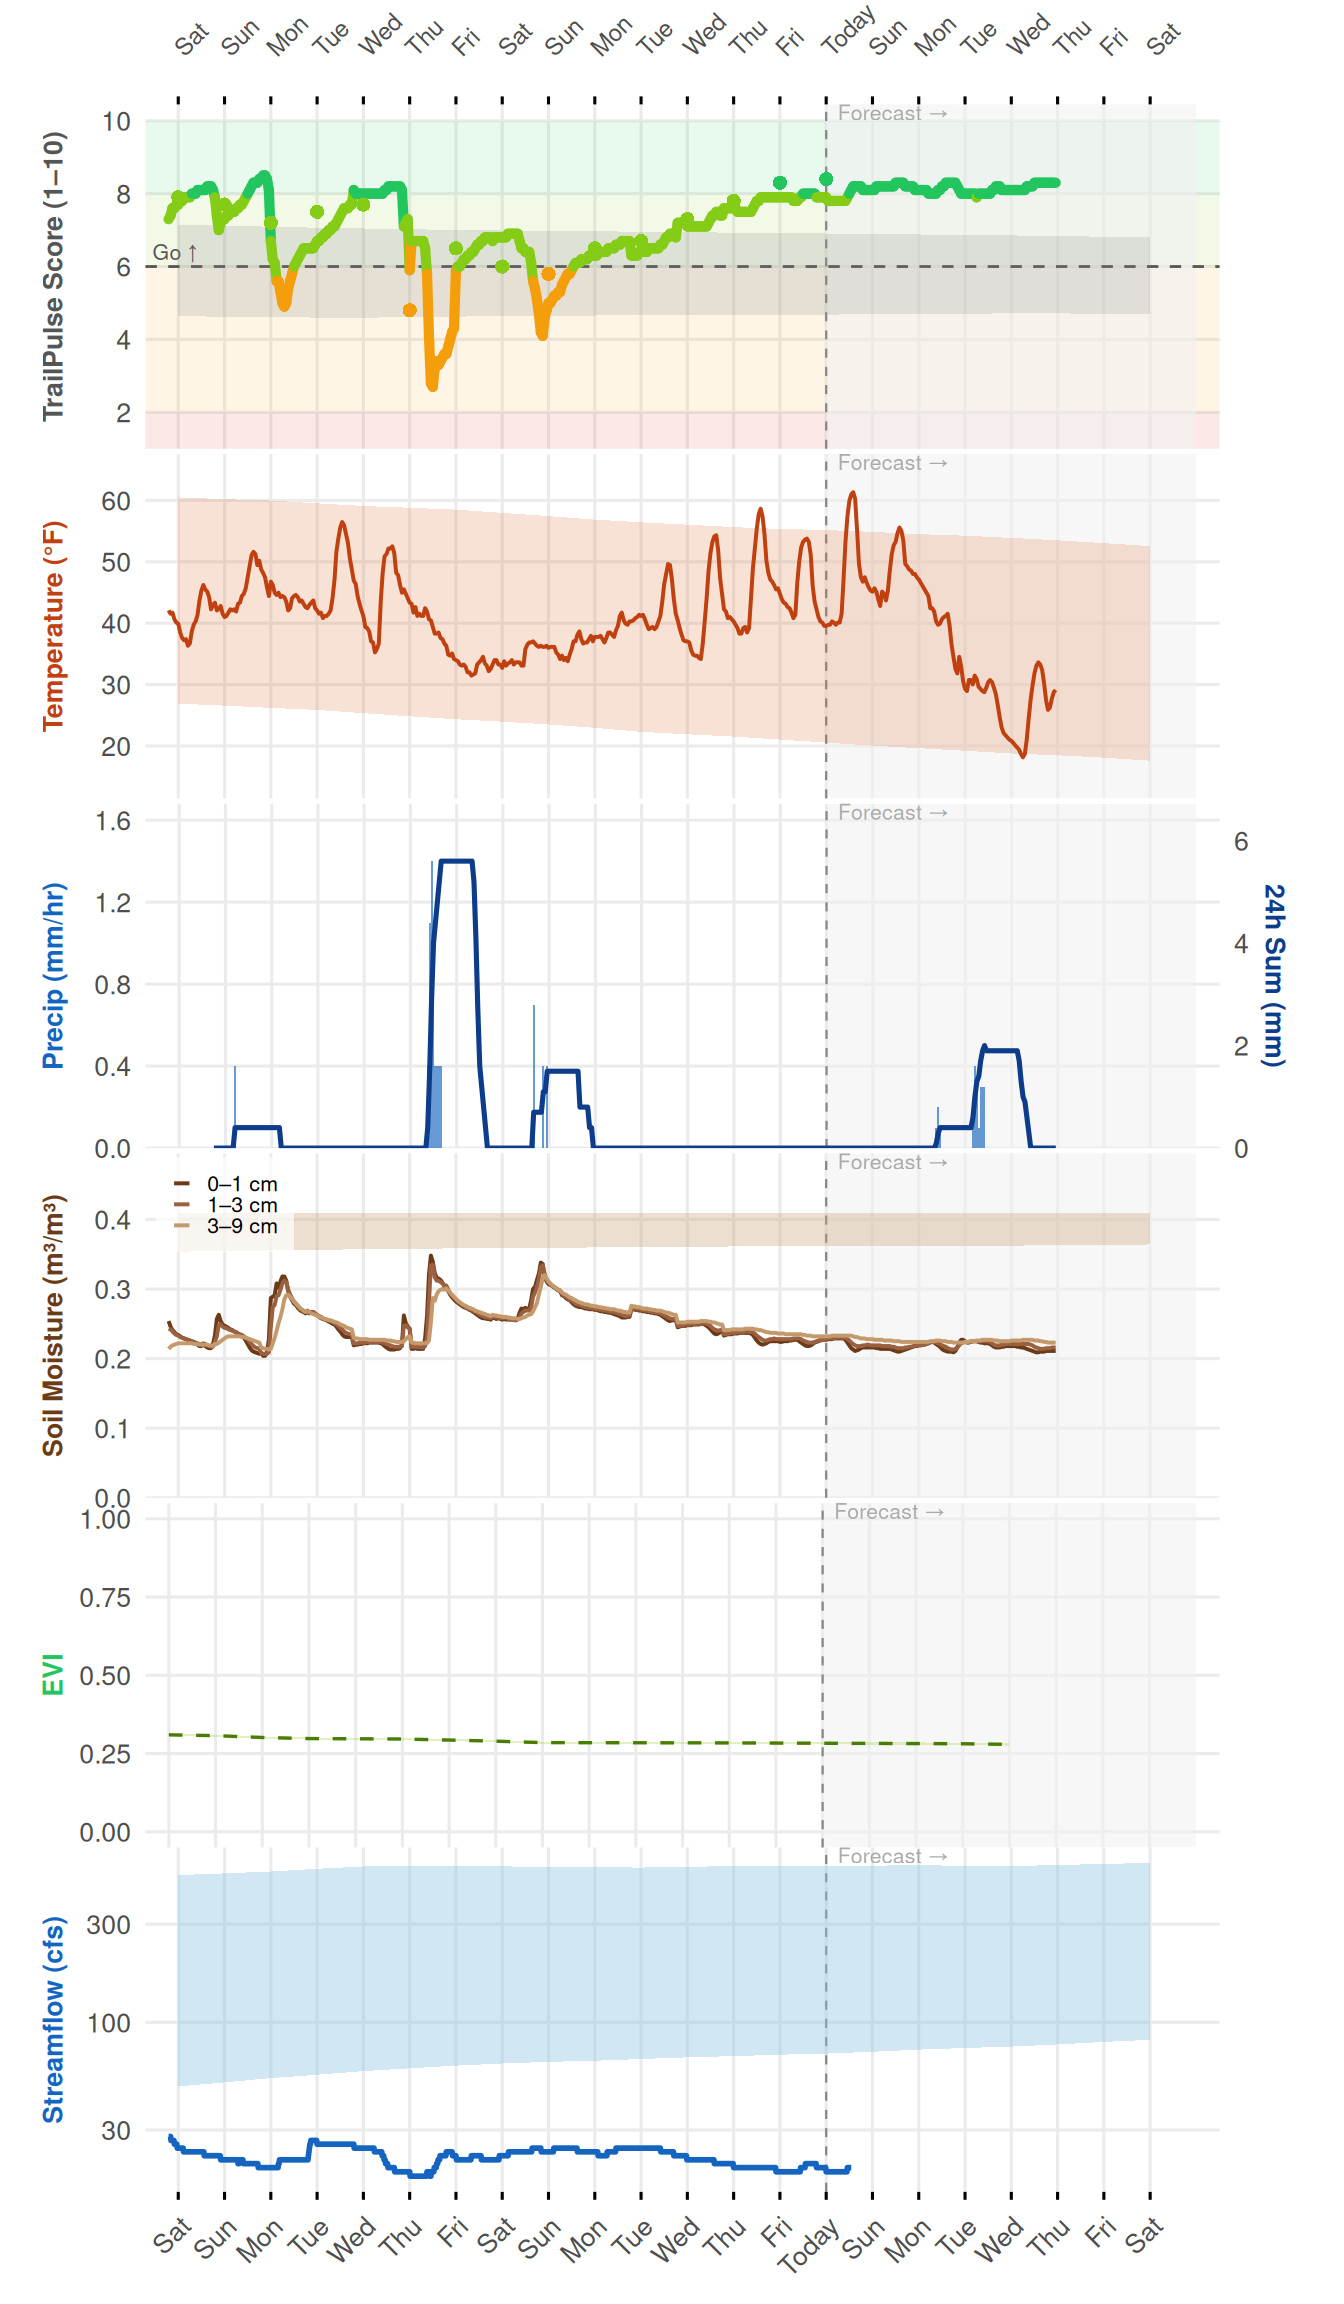 Sat Sun Mon Tue Wed Thu Fri Sat Sun Mon Tue Wed Thu Fri Today Sun Mon Tue Wed Thu Fri Sat
TrailPulse Score (1–10)
Forecast →
10
8
Go ↑
6
4
2
Temperature (°F)
Forecast →
60
50
40
30
20
Precip (mm/hr)
24h Sum (mm)
Forecast →
1.6
6
1.2
4
0.8
2
0.4
0.0
0
Soil Moisture (m³/m³)
Forecast →
0–1 cm
1–3 cm
3–9 cm
0.4
0.3
0.2
0.1
0.0
EVI
Forecast →
1.00
0.75
0.50
0.25
0.00
Streamflow (cfs)
Forecast →
300
100
30
Sat Sun Mon Tue Wed Thu Fri Sat Sun Mon Tue Wed Thu Fri Today Sun Mon Tue Wed Thu Fri Sat